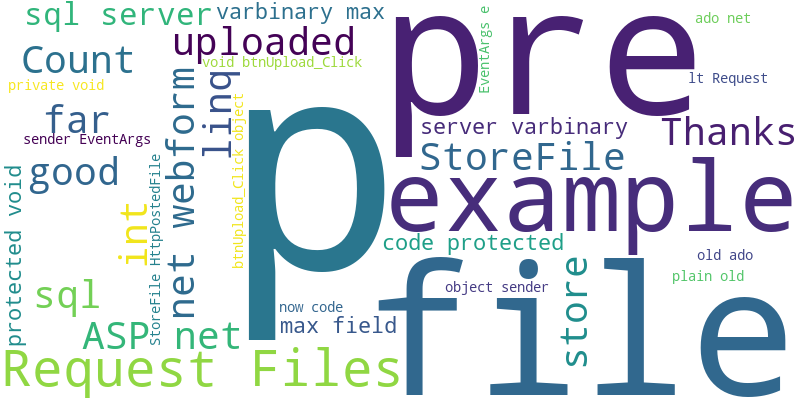 sql server
varbinary max
ado net
pre
EventArgs e
uploaded
Count
void btnUpload_Click
lt Request
private void
linq
net webform
btnUpload_Click object
far
server varbinary
Thanks
sender EventArgs
p
StoreFile
good
StoreFile HttpPostedFile
example
protected void
int
code protected
old ado
file
store
plain old
sql
object sender
now code
max field
ASP net
Request Files